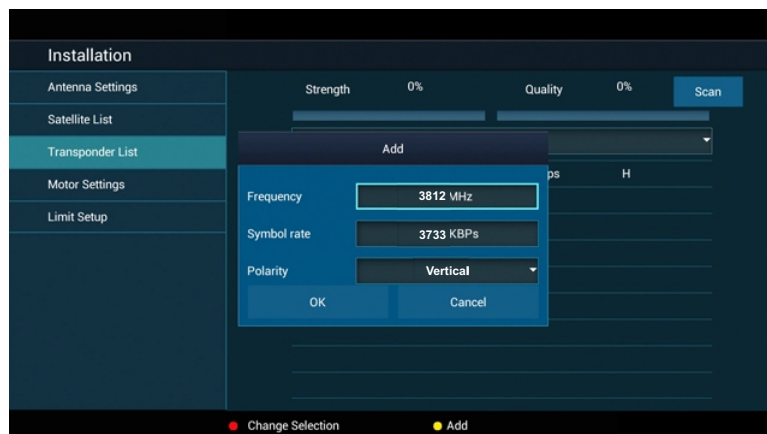 Installation
Antenna Settings
Strength 0% Quality 0% Scan
Satellite List
Transponder List
Add
Motor Settings
ps H
Frequency 3812 MHz
Limit Setup
Symbol rate 3733 KBPs
Polarity Vertical
OK Cancel
Change Selection Add